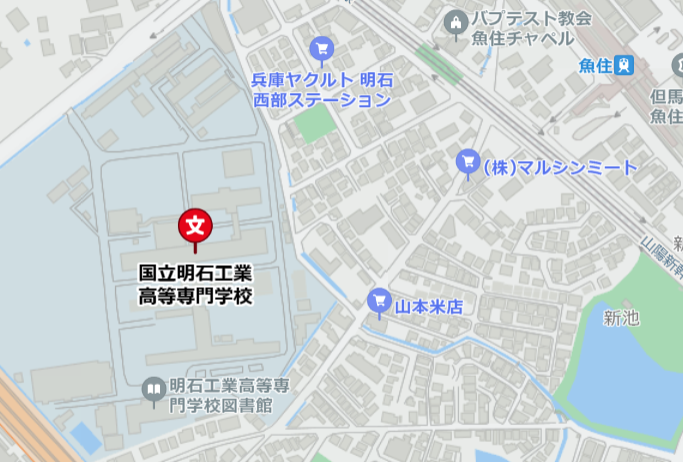 バプテスト教会
魚住チャペル
魚住
兵庫ヤクルト 明石
西部ステーション
但馬
魚住
(株)マルシンミート
文
国立明石工業
高等専門学校
新
山陽新幹
山本米店
新池
明石工業高等専
門学校図書館